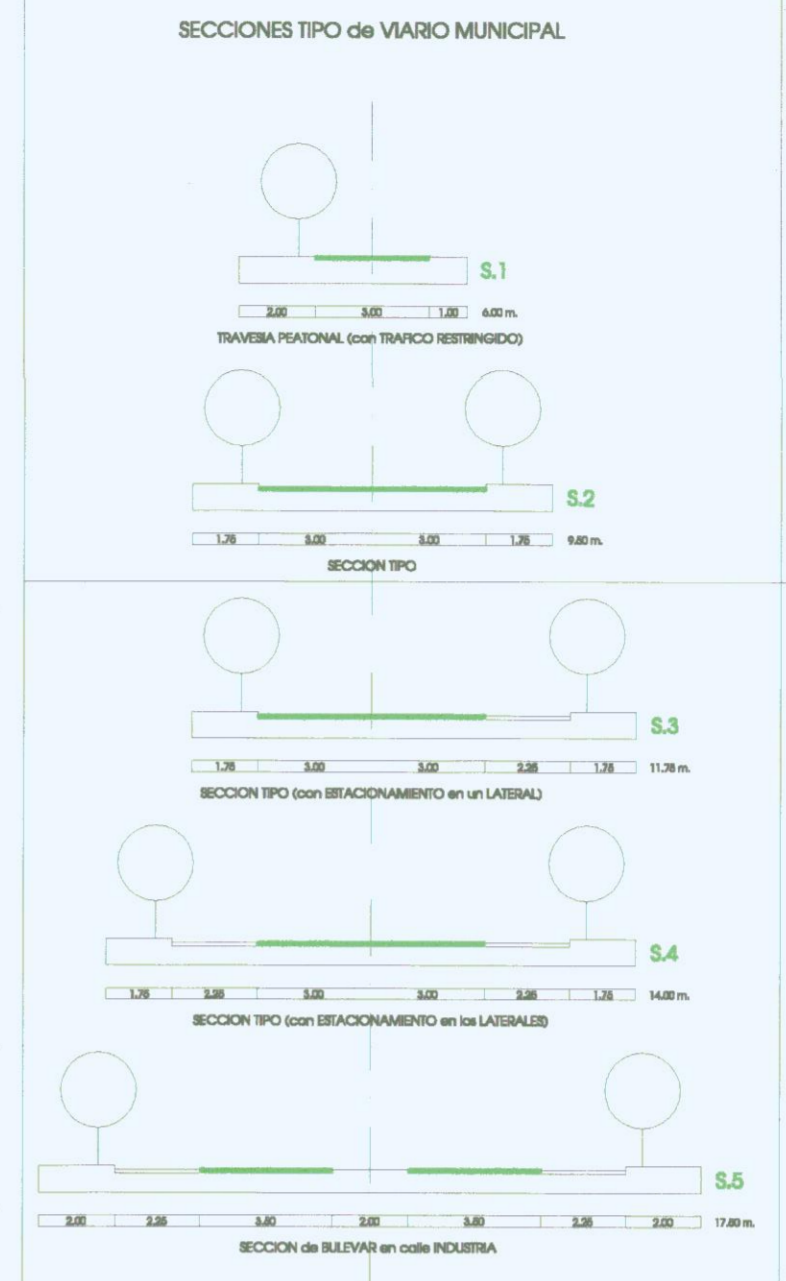 SECCIONES TIPO de VIARIO MUNICIPAL
S.1
2.00 3.00 1.00 6.00 m.
TRAVESIA PEATONAL (con TRAFICO RESTRINGIDO)
S.2
1.75 3.00 3.00 1.75 9.50 m.
SECCION TIPO
S.3
1.75 3.00 3.00 2.25 1.75 11.75 m.
SECCION TIPO (con ESTACIONAMIENTO en un LATERAL)
S.4
1.75 2.25 3.00 3.00 2.25 1.75 14.00 m.
SECCION TIPO (con ESTACIONAMIENTO en los LATERALES)
S.5
2.00 2.25 3.50 2.00 3.50 2.25 2.00 17.50 m.
SECCION de BULEVAR en calle INDUSTRIA